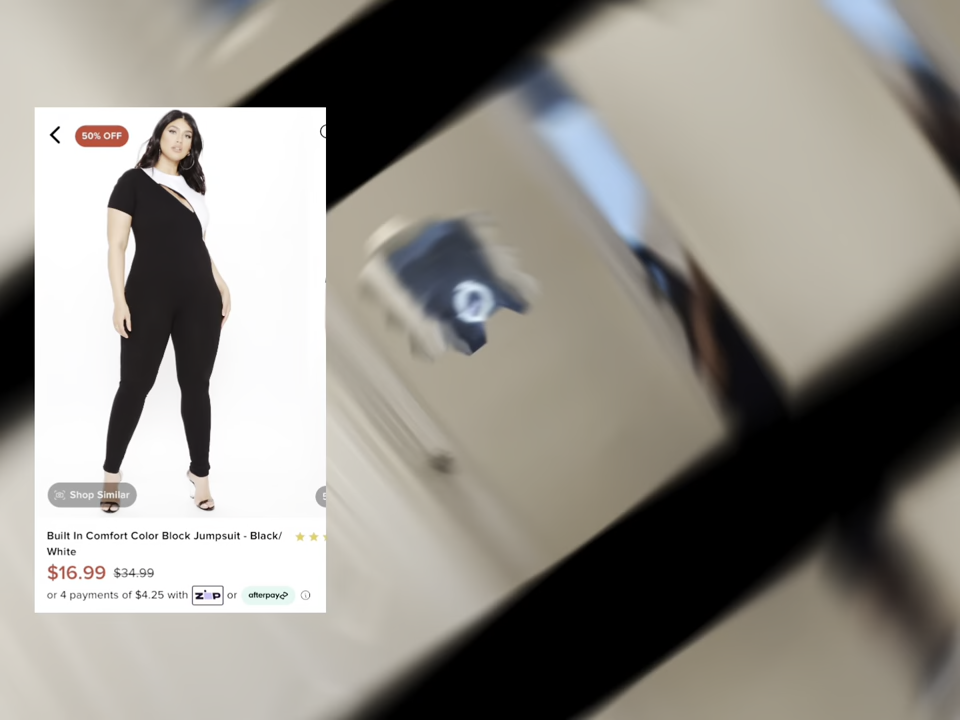 50% OFF
Shop Similar
Built In Comfort Color Block Jumpsuit - Black/
White
$16.99 $34.99
or 4 payments of $4.25 with zip or afterpay